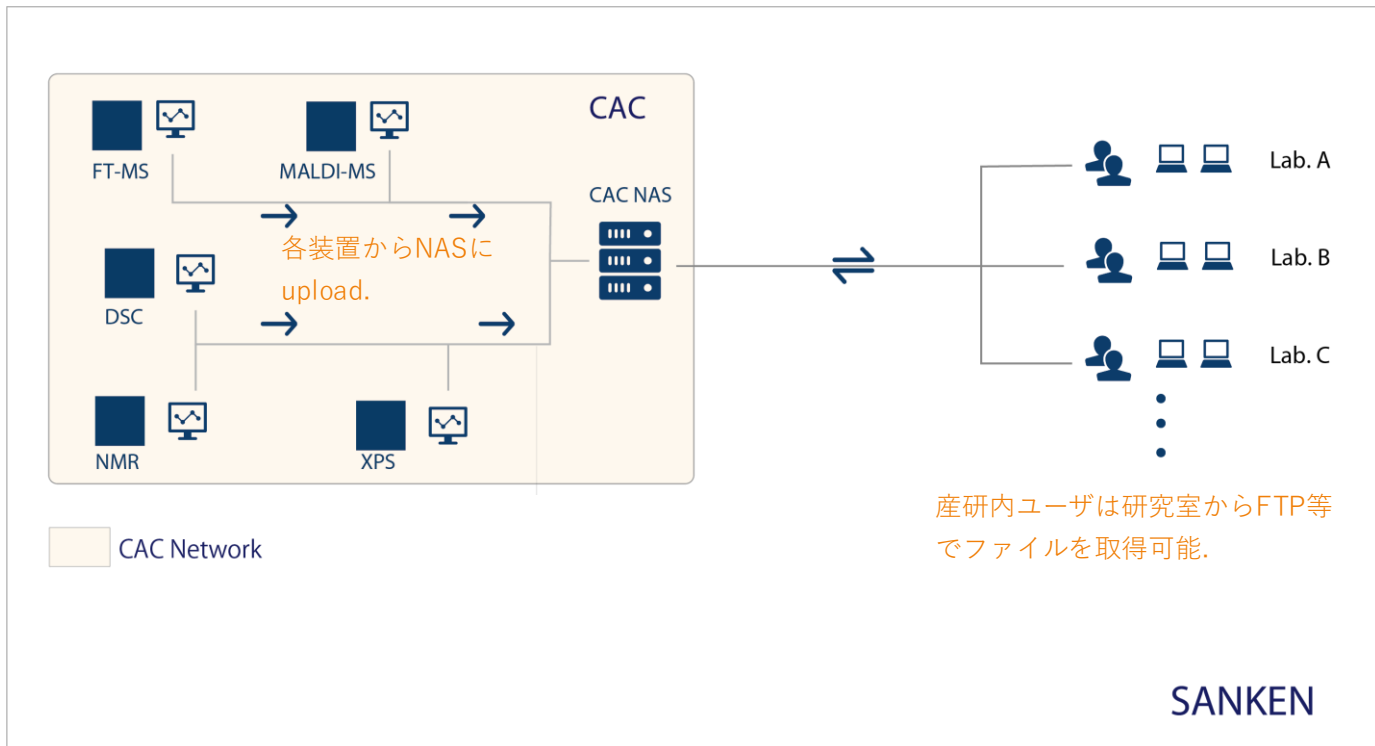 CAC
FT-MS
MALDI-MS
CAC NAS
各装置からNASに
upload.
DSC
NMR
XPS
Lab. A
Lab. B
Lab. C
産研内ユーザは研究室からFTP等
でファイルを取得可能.
CAC Network
SANKEN